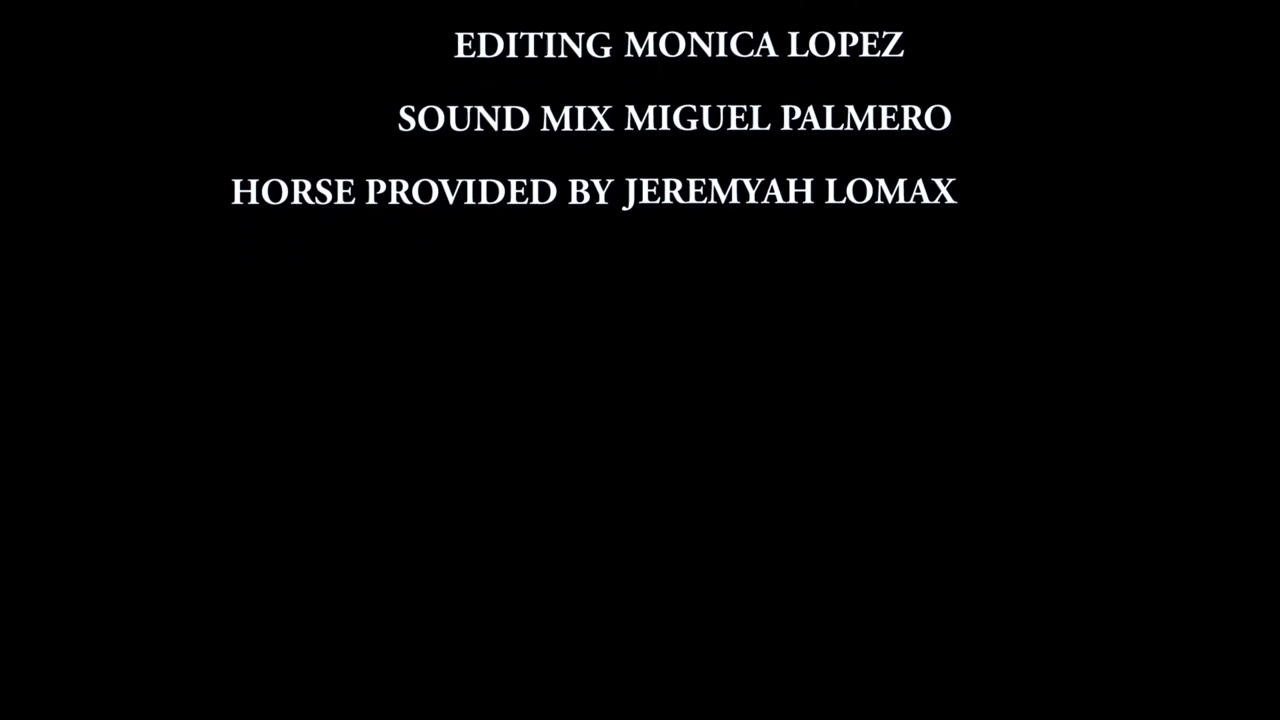 EDITING MONICA LOPEZ
SOUND MIX MIGUEL PALMERO
HORSE PROVIDED BY JEREMYAH LOMAX